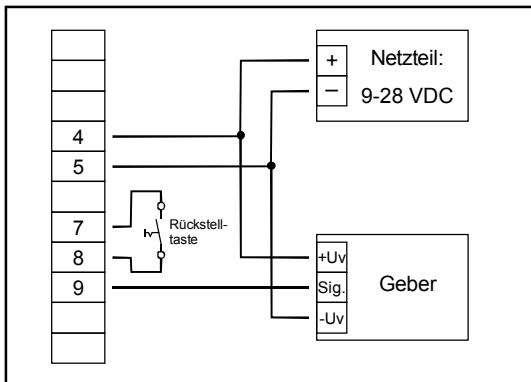 4
5
7
8
9
Rückstell-
taste
+
−
Netzteil:
9-28 VDC
+Uv
Sig.
-Uv
Geber